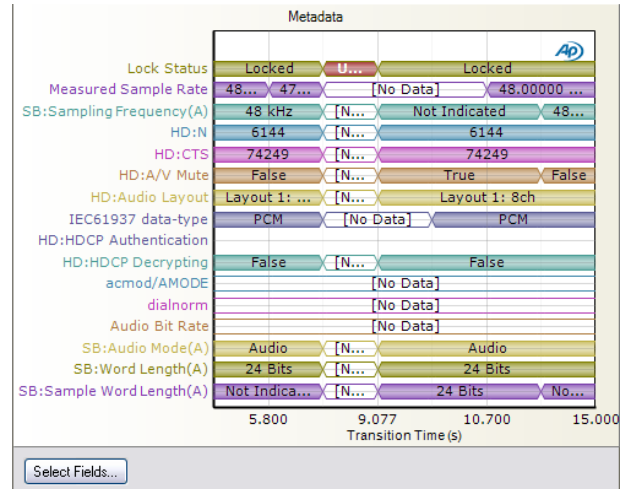 Metadata
AP
Lock Status Locked U... Locked
Measured Sample Rate 48... 47... [No Data] 48.00000 ...
SB:Sampling Frequency(A) 48 kHz [N... Not Indicated 48...
HD:N 6144 [N... 6144
HD:CTS 74249 [N... 74249
HD:A/V Mute False [N... True False
HD:Audio Layout Layout 1: ... [N... Layout 1: 8ch
IEC61937 data-type PCM [No Data] PCM
HD:HDCP Authentication
HD:HDCP Decrypting False [N... False
acmod/AMODE [No Data]
dialnorm [No Data]
Audio Bit Rate [No Data]
SB:Audio Mode(A) Audio [N... Audio
SB:Word Length(A) 24 Bits [N... 24 Bits
SB:Sample Word Length(A) Not Indica... [N... 24 Bits No...
5.800 9.077 10.700 15.000
Transition Time (s)
Select Fields...